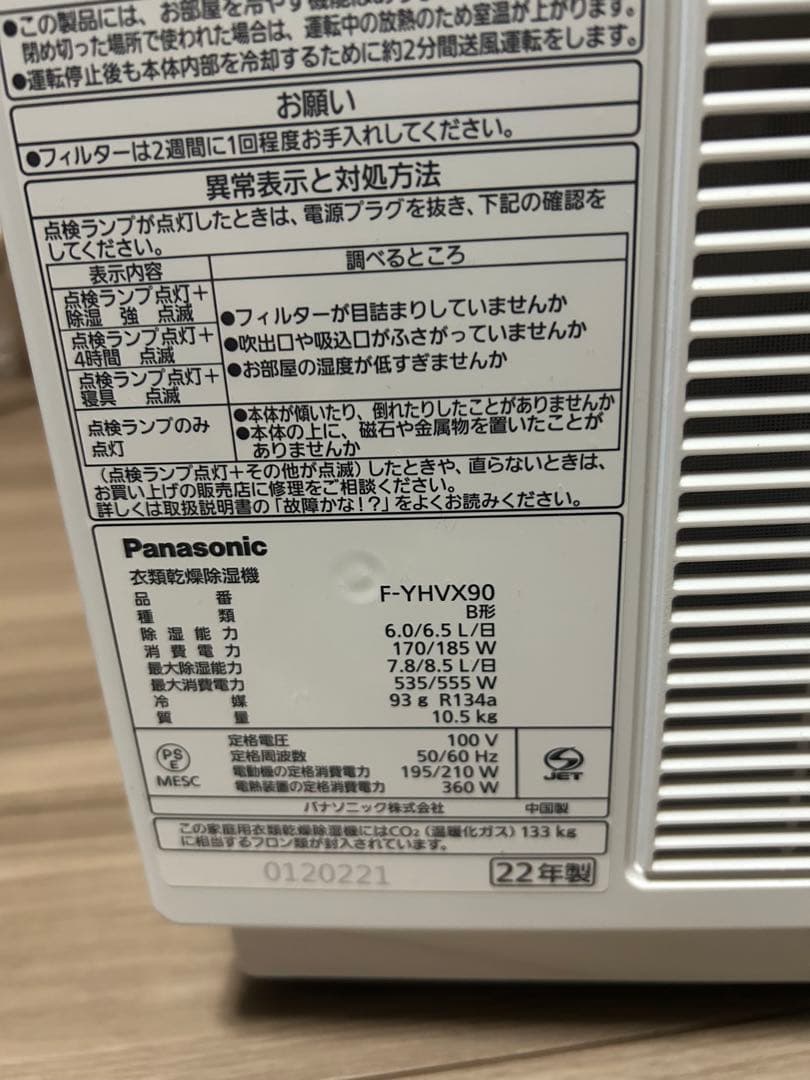 ●この製品には、お部屋を冷やす機能は
閉め切った場所で使われた場合は、運転中の放熱のため室温が上がります。
●運転停止後も本体内部を冷却するために約2分間送風運転をします。
お願い
●フィルターは2週間に1回程度お手入れしてください。
異常表示と対処方法
点検ランプが点灯したときは、電源プラグを抜き、下記の確認を
してください。
表示内容 調べるところ
点検ランプ点灯+
除湿 強 点滅
点検ランプ点灯+
4時間 点滅
点検ランプ点灯+
寝具 点滅
●フィルターが目詰まりしていませんか
●吹出口や吸込口がふさがっていませんか
●お部屋の温度が低すぎませんか
点検ランプのみ
点灯
●本体が傾いたり、倒れたりしたことがありませんか
●本体の上に、磁石や金属物を置いたことが
ありませんか
(点検ランプ点灯+その他が点滅)したときや、直らないときは、
お買い上げの販売店に修理をご相談ください。
詳しくは取扱説明書の「故障かな!?」をよくお読みください。
Panasonic
衣類乾燥除湿機
品番 F-YHVX90
種類 B形
除湿能力 6.0/6.5 L/日
消費電力 170/185 W
最大除湿能力 7.8/8.5 L/日
最大消費電力 535/555 W
冷媒 93 g R134a
質量 10.5 kg
PS
E
MESC
定格電圧 100 V
定格周波数 50/60 Hz
電動機の定格消費電力 195/210 W
電熱装置の定格消費電力 360 W
JET
パナソニック株式会社 中国製
この家庭用衣類乾燥除湿機にはCO₂(温暖化ガス)133 kg
に相当するフロン類が封入されています。
0120221 22年製